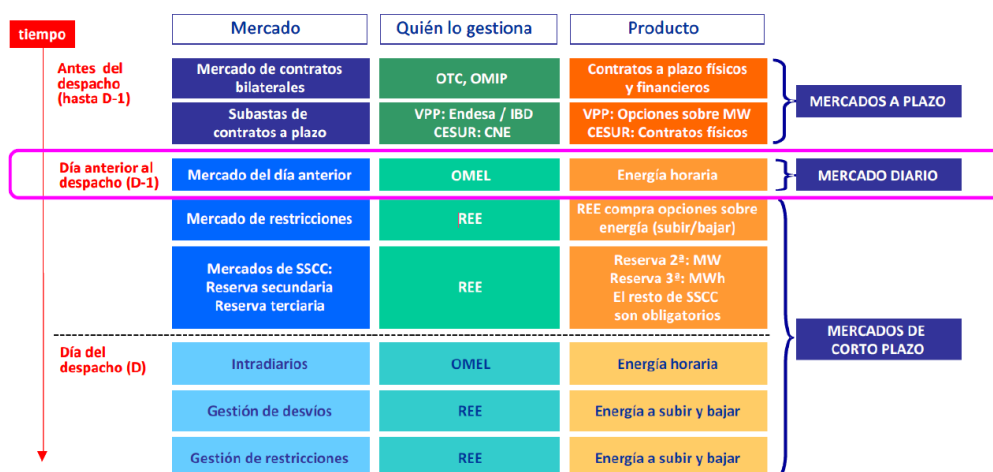 tiempo
Mercado
Quién lo gestiona
Producto
Antes del
despacho
(hasta D-1)
Mercado de contratos
bilaterales
OTC, OMIP
Contratos a plazo físicos
y financieros
Subastas de
contratos a plazo
VPP: Endesa / IBD
CESUR: CNE
VPP: Opciones sobre MW
CESUR: Contratos físicos
MERCADOS A PLAZO
Día anterior al
despacho (D-1)
Mercado del día anterior
OMEL
Energía horaria
MERCADO DIARIO
Mercado de restricciones
REE
REE compra opciones sobre
energía (subir/bajar)
Mercados de SSCC:
Reserva secundaria
Reserva terciaria
REE
Reserva 2ª: MW
Reserva 3ª: MWh
El resto de SSCC
son obligatorios
MERCADOS DE
CORTO PLAZO
Día del
despacho (D)
Intradiarios
OMEL
Energía horaria
Gestión de desvíos
REE
Energía a subir y bajar
Gestión de restricciones
REE
Energía a subir y bajar